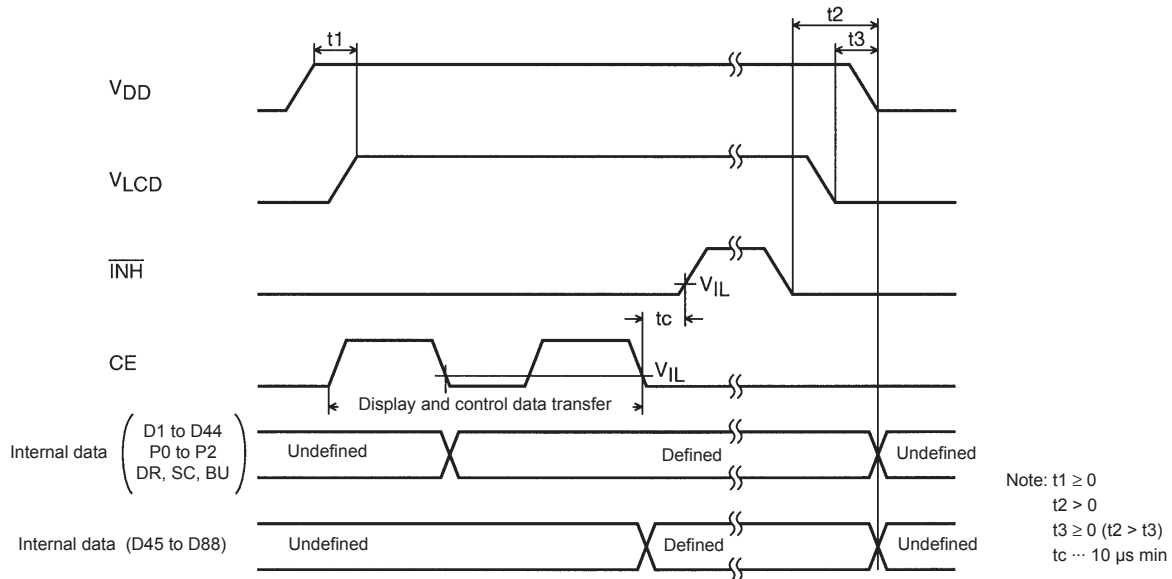 t2
t1
t3
VDD
VLCD
INH
VIL
tc
CE
VIL
Display and control data transfer
Internal data
D1 to D44
P0 to P2
DR, SC, BU
Undefined
Defined
Undefined
Internal data (D45 to D88)
Undefined
Defined
Undefined
Note: t1 ≥ 0
t2 > 0
t3 ≥ 0 (t2 > t3)
tc ··· 10 µs min